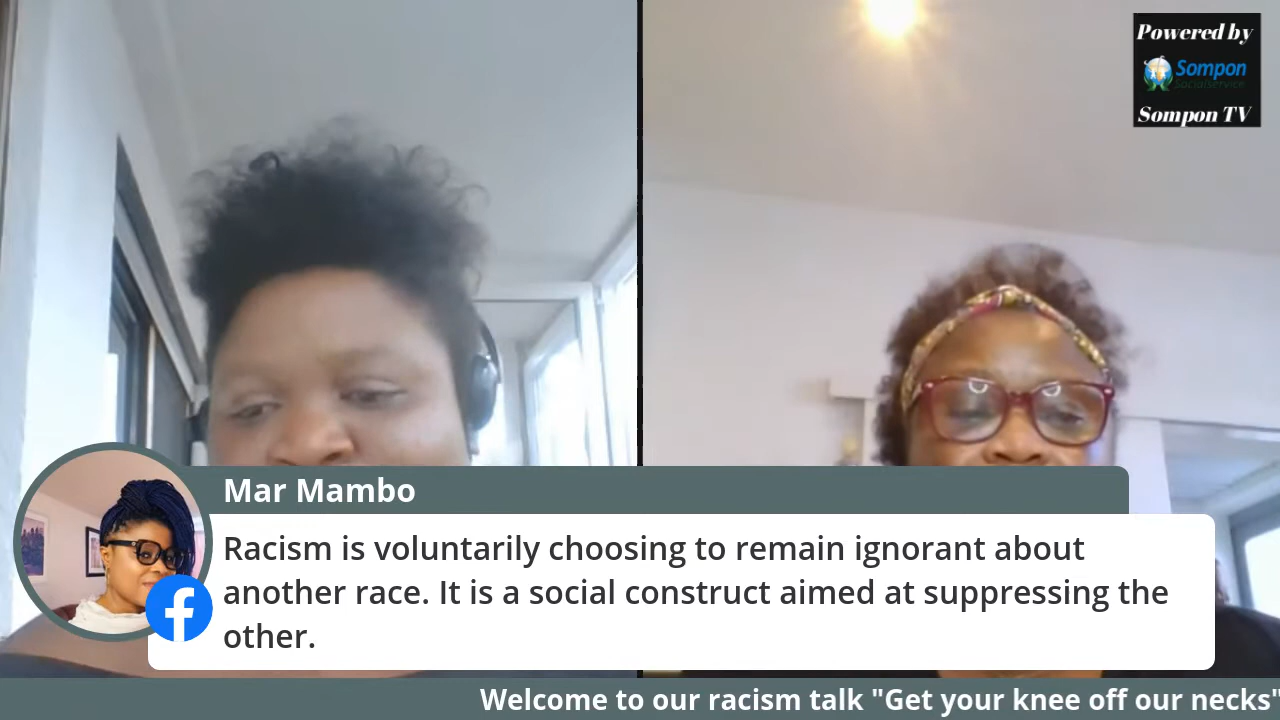 Powered by
Sompon
Socialservice
Sompon TV
Mar Mambo
Racism is voluntarily choosing to remain ignorant about
another race. It is a social construct aimed at suppressing the
other.
Welcome to our racism talk "Get your knee off our necks"